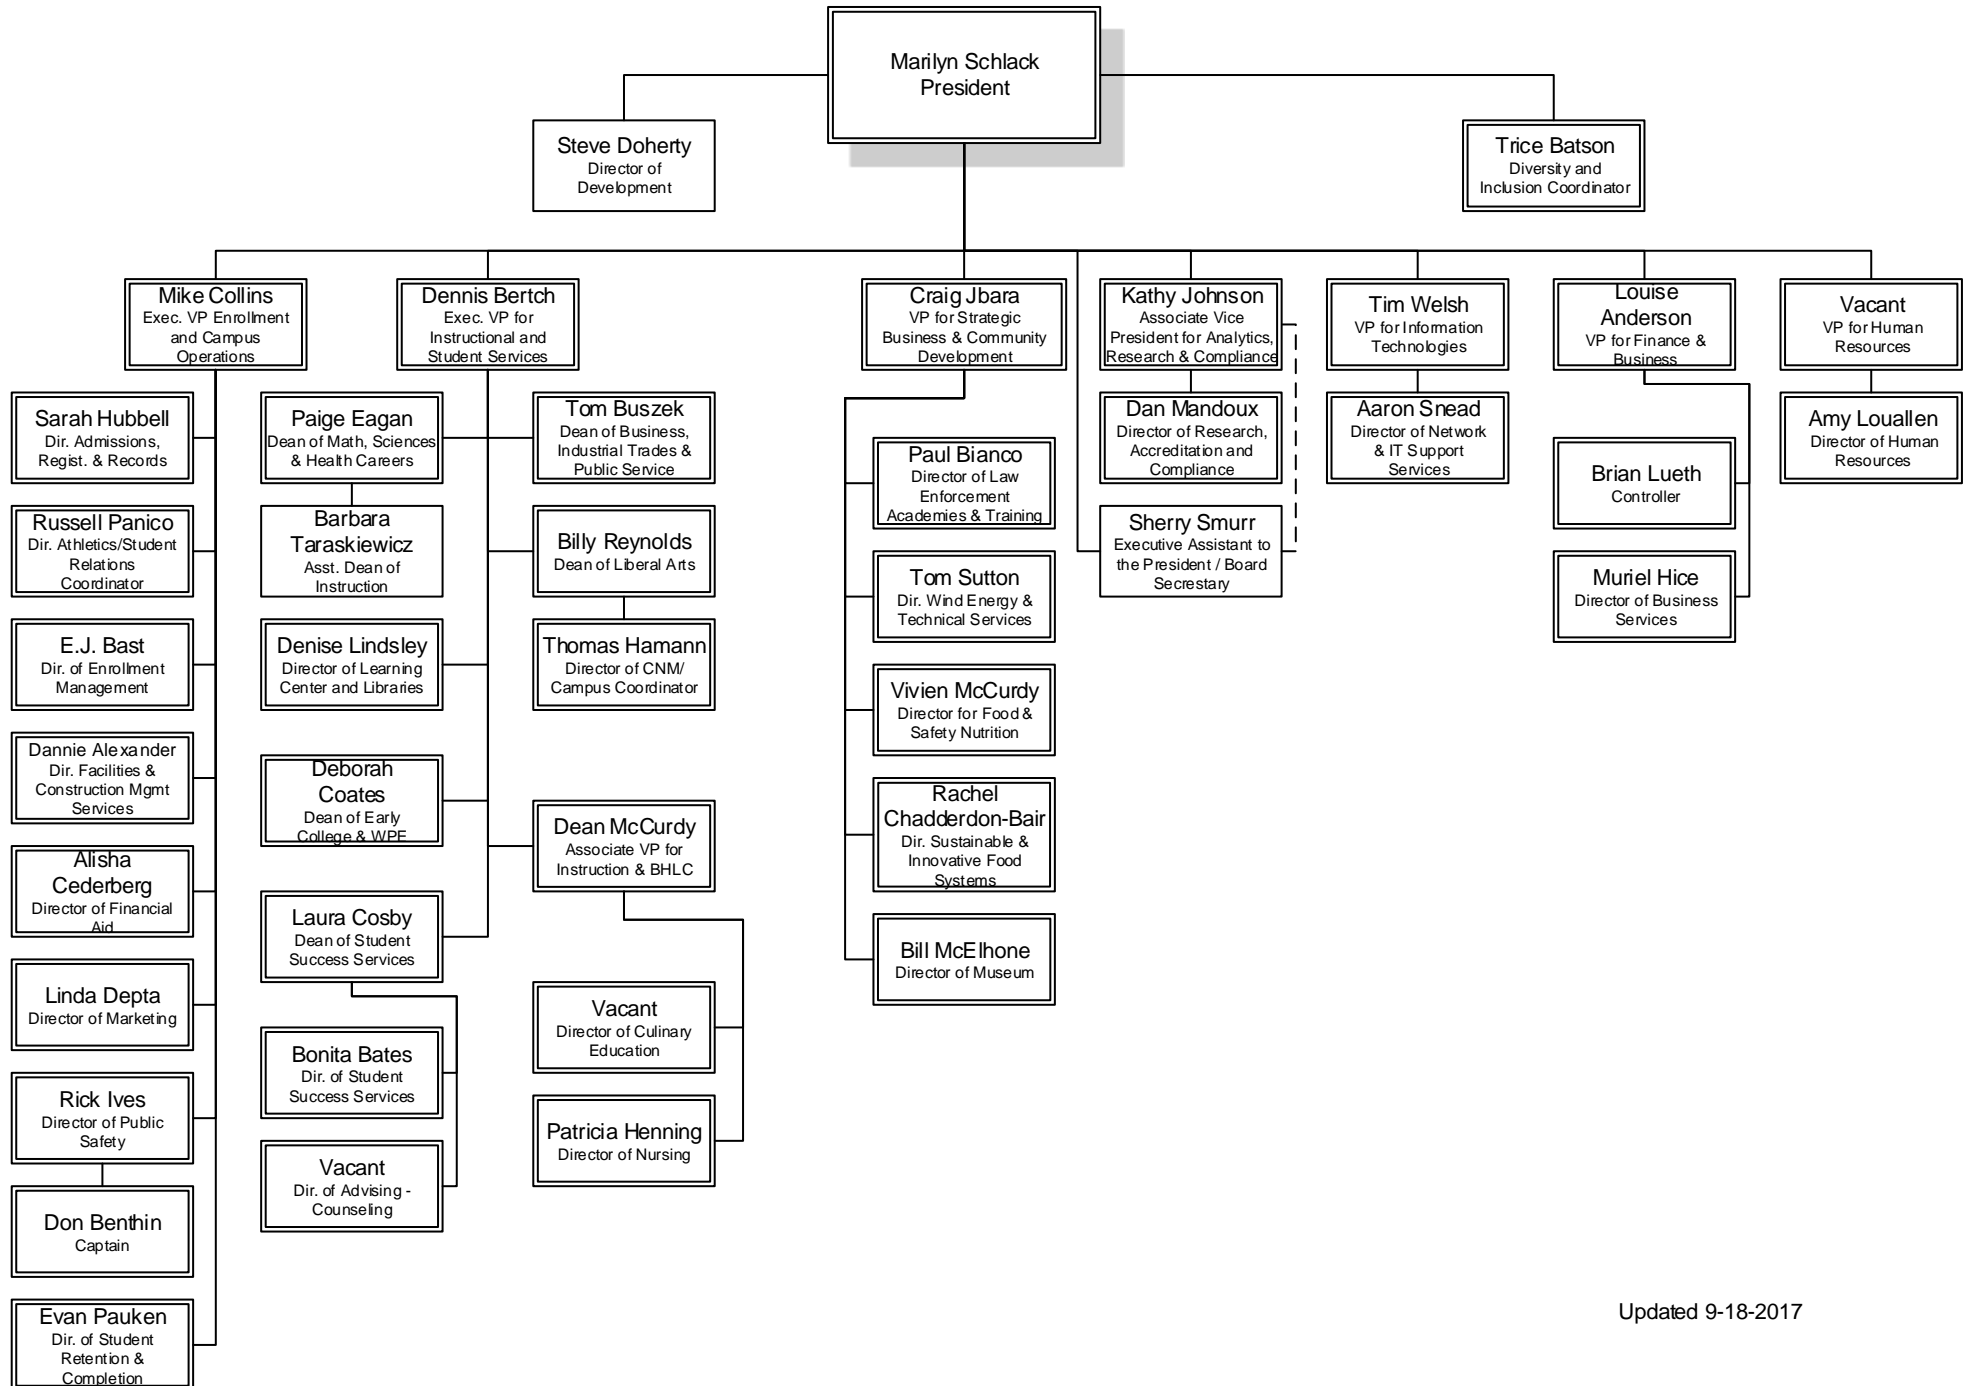 Marilyn Schlack
President
Steve Doherty
Director of
Development
Trice Batson
Diversity and
Inclusion Coordinator
Mike Collins
Exec. VP Enrollment
and Campus
Operations
Dennis Bertch
Exec. VP for
Instructional and
Student Services
Craig Jbara
VP for Strategic
Business & Community
Development
Kathy Johnson
Associate Vice
President for Analytics,
Research & Compliance
Tim Welsh
VP for Information
Technologies
Louise
Anderson
VP for Finance &
Business
Vacant
VP for Human
Resources
Sarah Hubbell
Dir. Admissions,
Regist. & Records
Russell Panico
Dir. Athletics/Student
Relations
Coordinator
E.J. Bast
Dir. of Enrollment
Management
Dannie Alexander
Dir. Facilities &
Construction Mgmt
Services
Alisha
Cederberg
Director of Financial
Aid
Linda Depta
Director of Marketing
Rick Ives
Director of Public
Safety
Don Benthin
Captain
Evan Pauken
Dir. of Student
Retention &
Completion
Paige Eagan
Dean of Math, Sciences
& Health Careers
Barbara
Taraskiewicz
Asst. Dean of
Instruction
Denise Lindsley
Director of Learning
Center and Libraries
Deborah
Coates
Dean of Early
College & WPE
Laura Cosby
Dean of Student
Success Services
Bonita Bates
Dir. of Student
Success Services
Vacant
Dir. of Advising -
Counseling
Tom Buszek
Dean of Business,
Industrial Trades &
Public Service
Billy Reynolds
Dean of Liberal Arts
Thomas Hamann
Director of CNM/
Campus Coordinator
Dean McCurdy
Associate VP for
Instruction & BHLC
Vacant
Director of Culinary
Education
Patricia Henning
Director of Nursing
Paul Bianco
Director of Law
Enforcement
Academies & Training
Tom Sutton
Dir. Wind Energy &
Technical Services
Vivien McCurdy
Director for Food &
Safety Nutrition
Rachel
Chadderdon-Bair
Dir. Sustainable &
Innovative Food
Systems
Bill McElhone
Director of Museum
Dan Mandoux
Director of Research,
Accreditation and
Compliance
Sherry Smurr
Executive Assistant to
the President / Board
Secrestary
Aaron Snead
Director of Network
& IT Support
Services
Brian Lueth
Controller
Muriel Hice
Director of Business
Services
Amy Louallen
Director of Human
Resources
Updated 9-18-2017